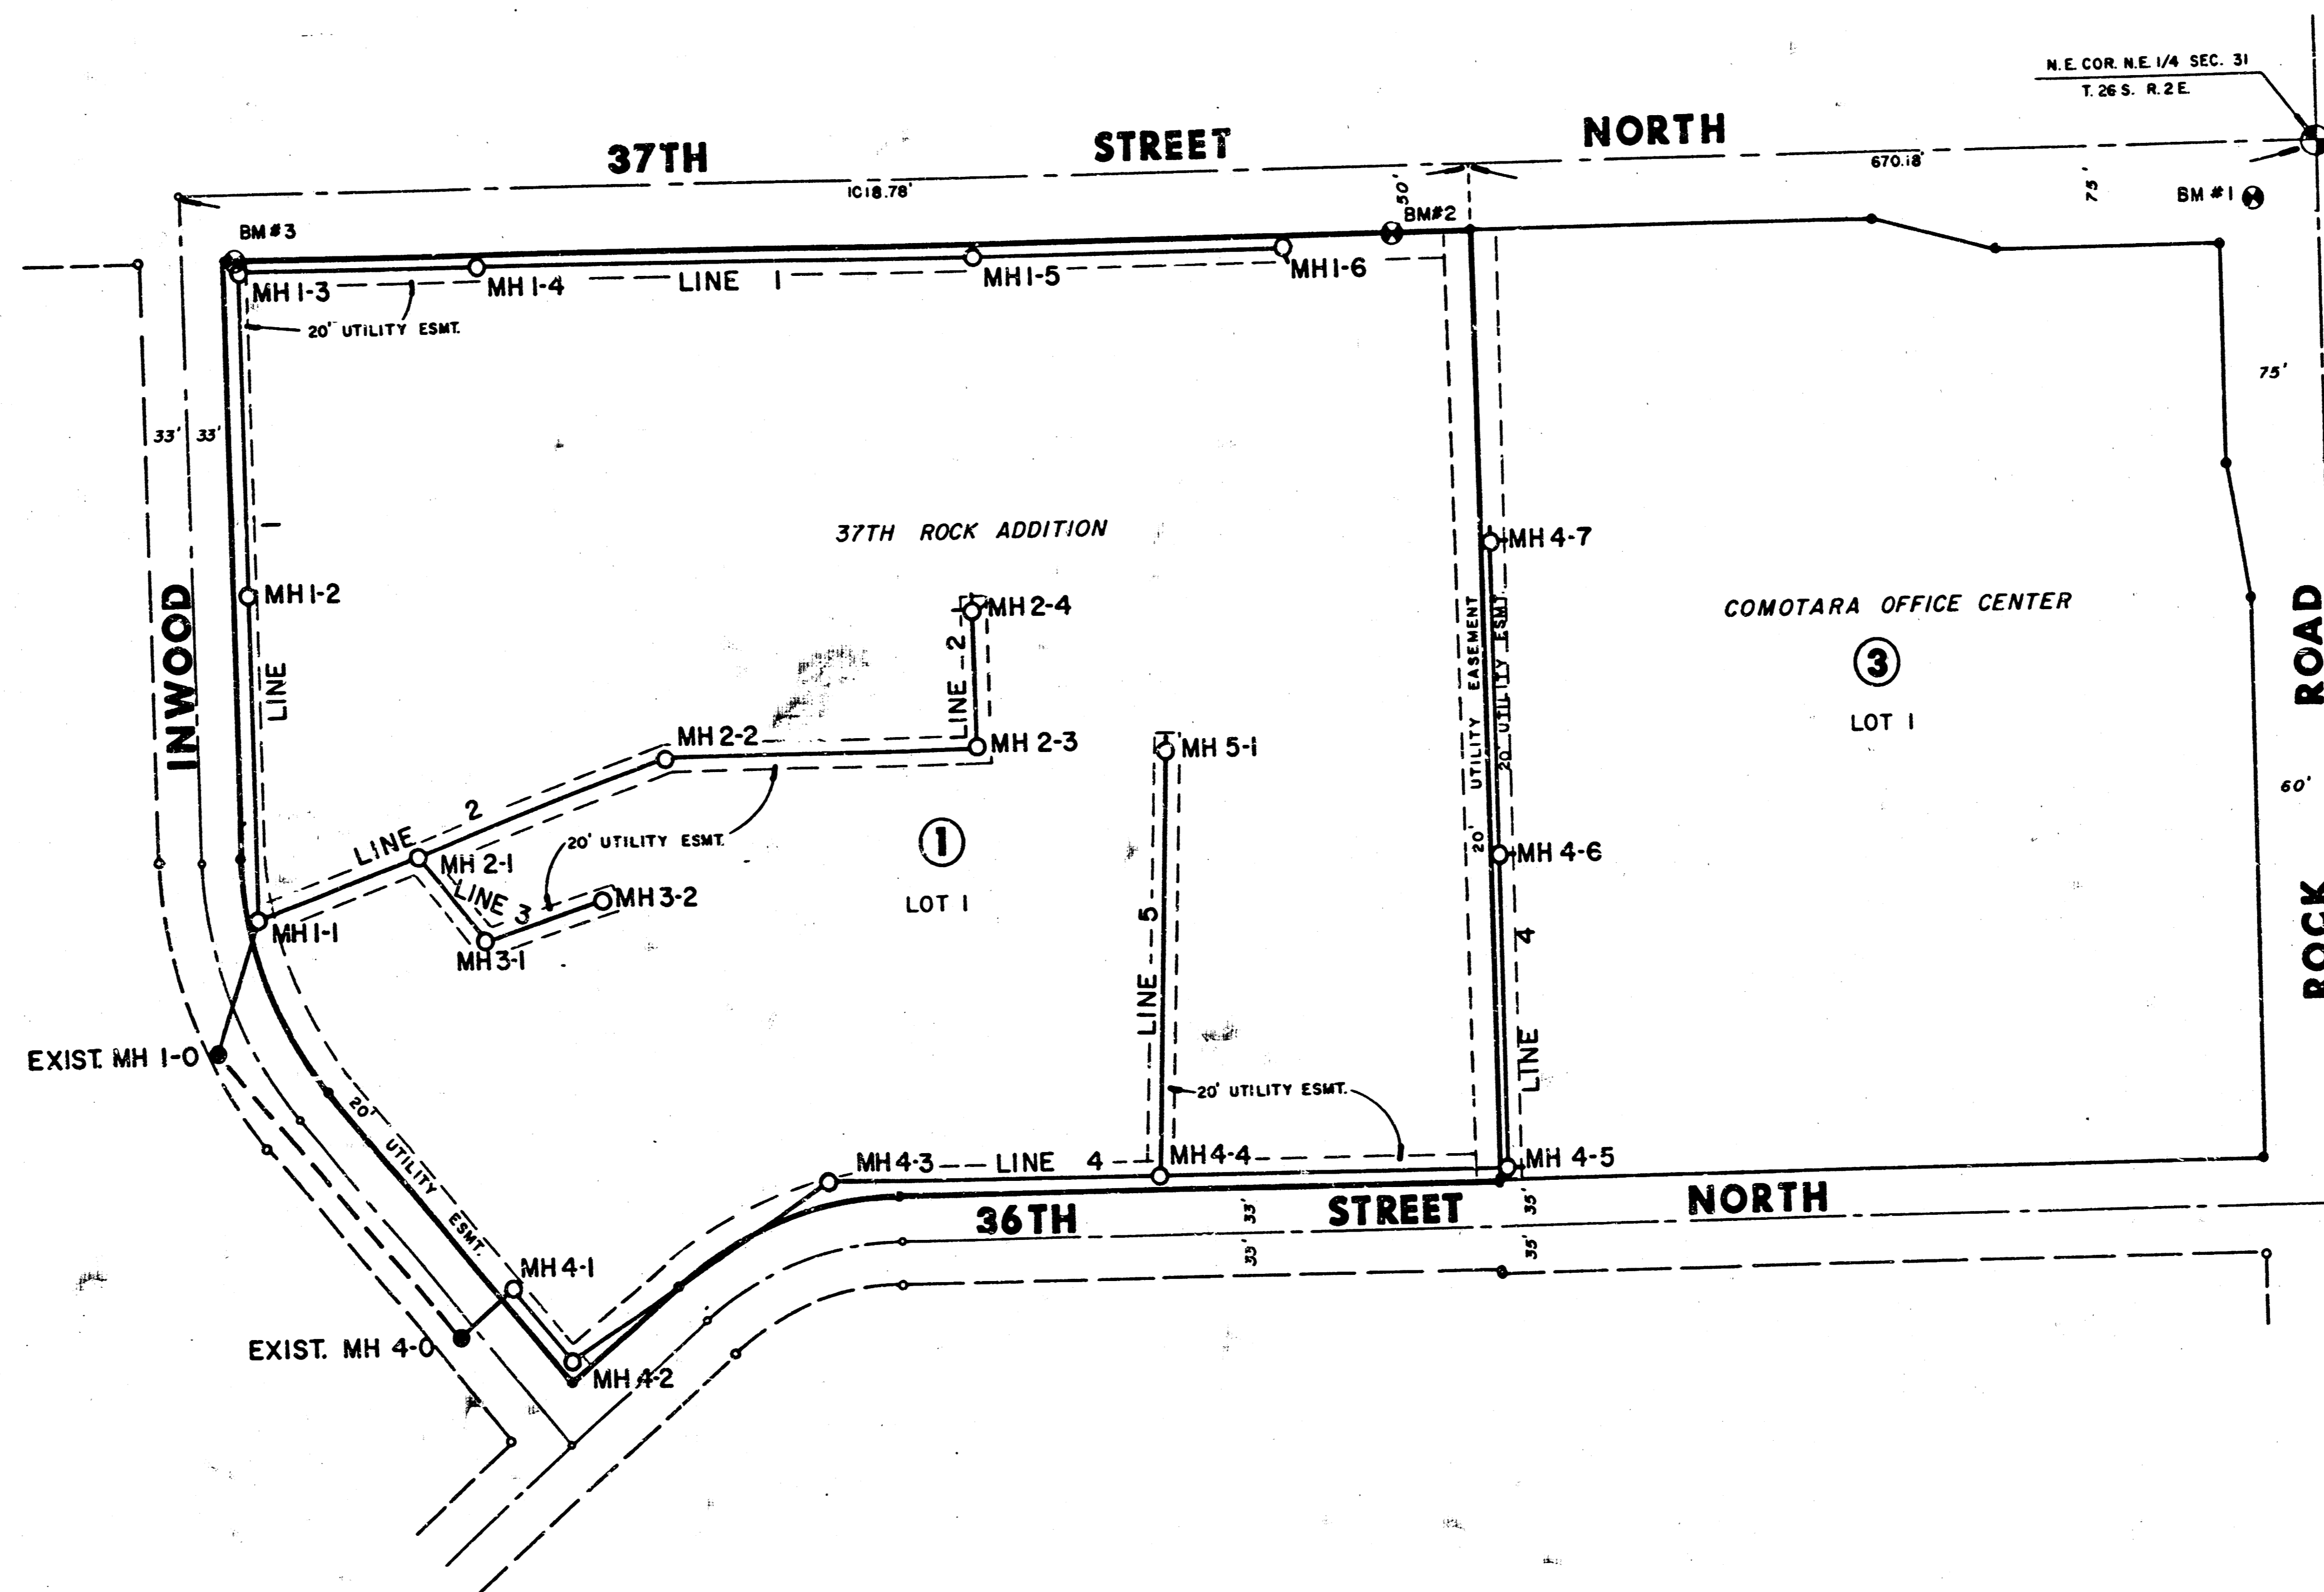 N.E. COR. N.E. 1/4 SEC. 31
T. 26 S. R. 2 E.
37TH STREET NORTH
1018.78'
670.18'
50'
75'
BM #1
BM#2
BM#3
MH 1-3
MH 1-4
LINE 1
MH 1-5
MH 1-6
20' UTILITY ESMT.
75'
33' 33'
37TH ROCK ADDITION
MH 4-7
INWOOD
MH 1-2
LINE 1
MH 2-4
LINE 2
20' UTILITY EASEMENT
20' UTILITY ESMT.
COMOTARA OFFICE CENTER
3
LOT 1
ROCK ROAD
MH 2-2
MH 2-3
MH 5-1
60'
LINE 2
MH 2-1
20' UTILITY ESMT.
1
LOT 1
MH 4-6
LINE 3
MH 3-2
MH 1-1
MH 3-1
LINE 5
LINE 4
EXIST. MH 1-0
20' UTILITY ESMT.
20' UTILITY ESMT.
MH 4-3
LINE 4
MH 4-4
MH 4-5
36TH STREET NORTH
33'
35'
33'
35'
MH 4-1
EXIST. MH 4-0
MH 4-2